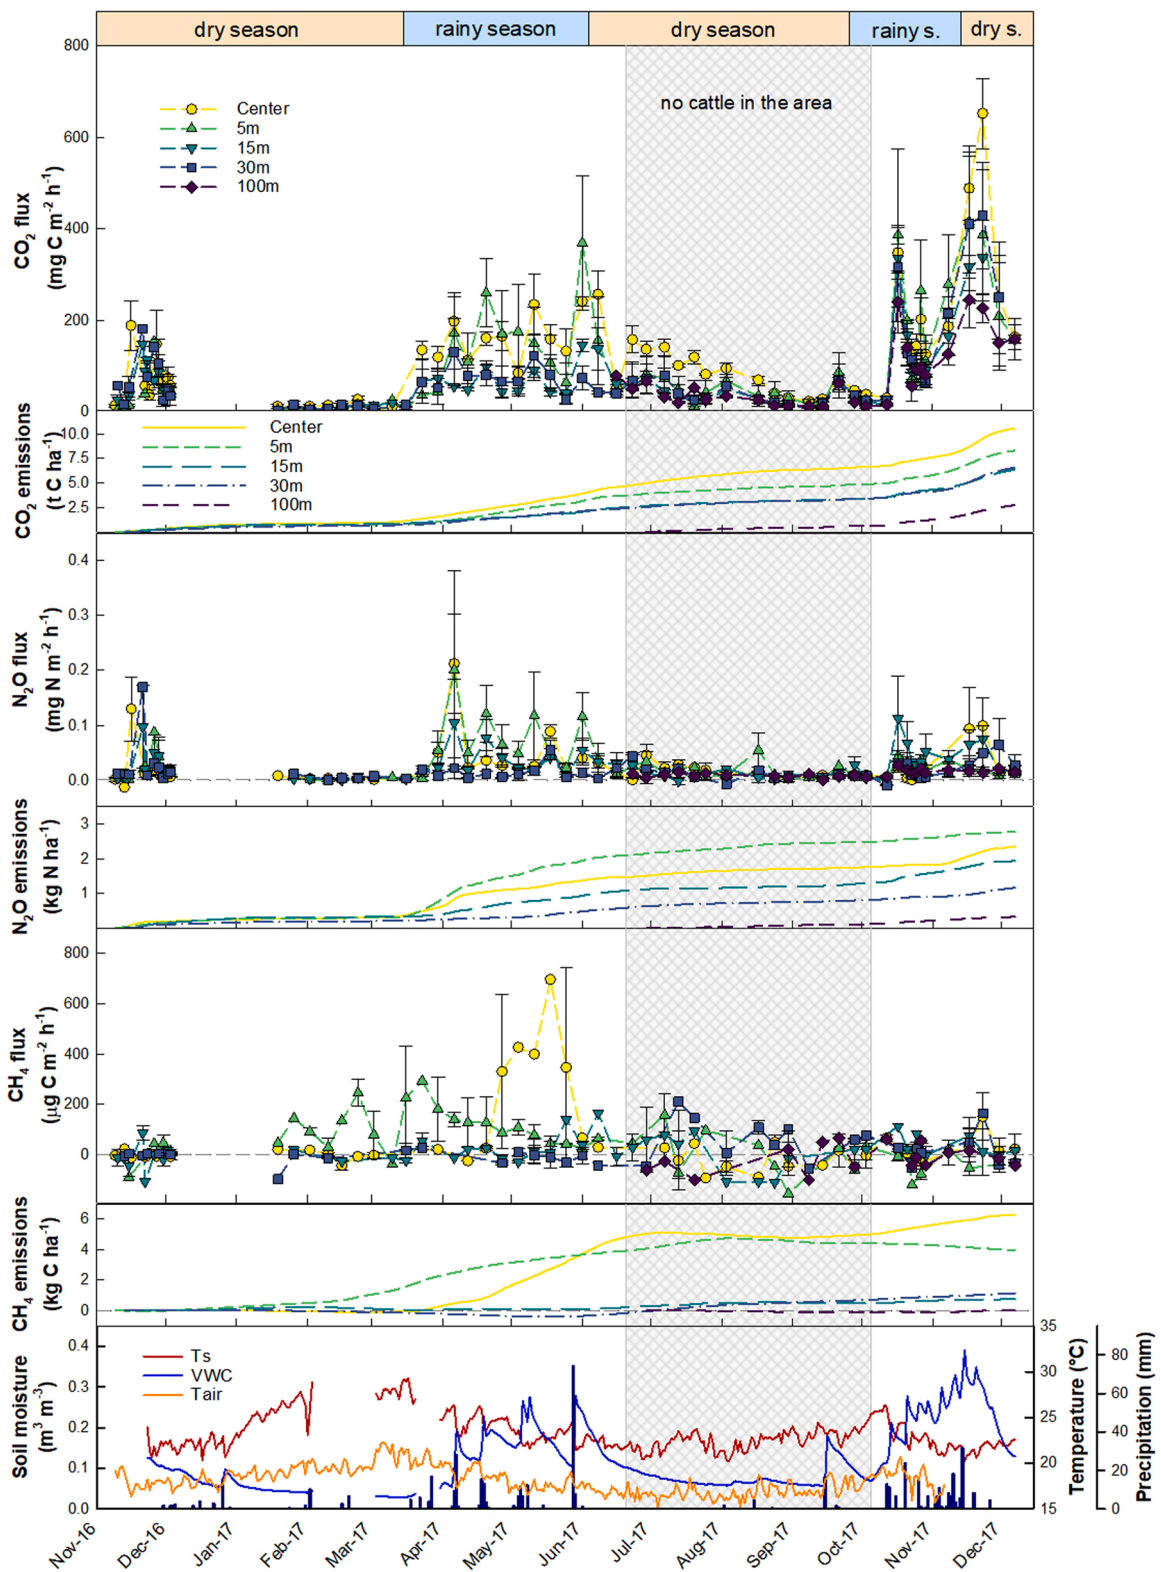 dry season rainy season dry season rainy s. dry s.
800
600
400
200
0
CO2 flux
(mg C m-2 h-1)
no cattle in the area
Center
5m
15m
30m
100m
10.0
7.5
5.0
2.5
CO2 emissions
(t C ha-1)
Center
5m
15m
30m
100m
0.4
0.3
0.2
0.1
0.0
N2O flux
(mg N m-2 h-1)
3
2
1
N2O emissions
(kg N ha-1)
800
600
400
200
0
CH4 flux
(µg C m-2 h-1)
6
4
2
0
CH4 emissions
(kg C ha-1)
0.4
0.3
0.2
0.1
0.0
Soil moisture
(m3 m-3)
Ts
VWC
Tair
35
30
25
20
15
Temperature (°C)
80
60
40
20
0
Precipitation (mm)
Nov-16 Dec-16 Jan-17 Feb-17 Mar-17 Apr-17 May-17 Jun-17 Jul-17 Aug-17 Sep-17 Oct-17 Nov-17 Dec-17